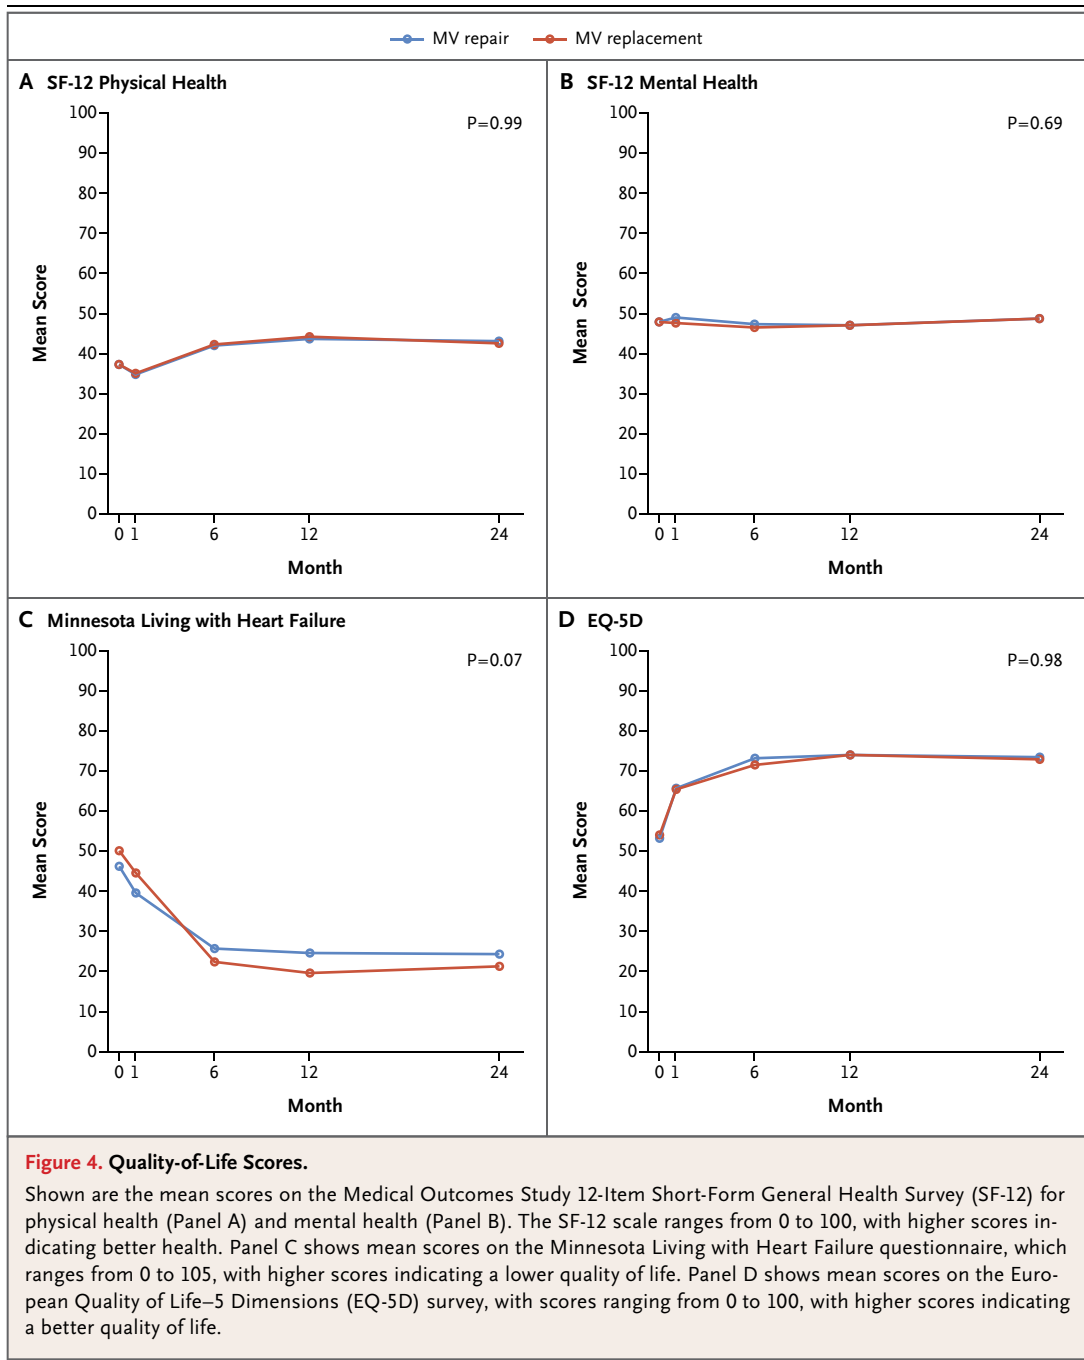 MV repair MV replacement
A SF-12 Physical Health
P=0.99
100
90
80
70
60
50
40
30
20
10
0
Mean Score
0 1 6 12 24
Month
B SF-12 Mental Health
P=0.69
100
90
80
70
60
50
40
30
20
10
0
Mean Score
0 1 6 12 24
Month
C Minnesota Living with Heart Failure
P=0.07
100
90
80
70
60
50
40
30
20
10
0
Mean Score
0 1 6 12 24
Month
D EQ-5D
P=0.98
100
90
80
70
60
50
40
30
20
10
0
Mean Score
0 1 6 12 24
Month
Figure 4. Quality-of-Life Scores.
Shown are the mean scores on the Medical Outcomes Study 12-Item Short-Form General Health Survey (SF-12) for
physical health (Panel A) and mental health (Panel B). The SF-12 scale ranges from 0 to 100, with higher scores in-
dicating better health. Panel C shows mean scores on the Minnesota Living with Heart Failure questionnaire, which
ranges from 0 to 105, with higher scores indicating a lower quality of life. Panel D shows mean scores on the Euro-
pean Quality of Life–5 Dimensions (EQ-5D) survey, with scores ranging from 0 to 100, with higher scores indicating
a better quality of life.